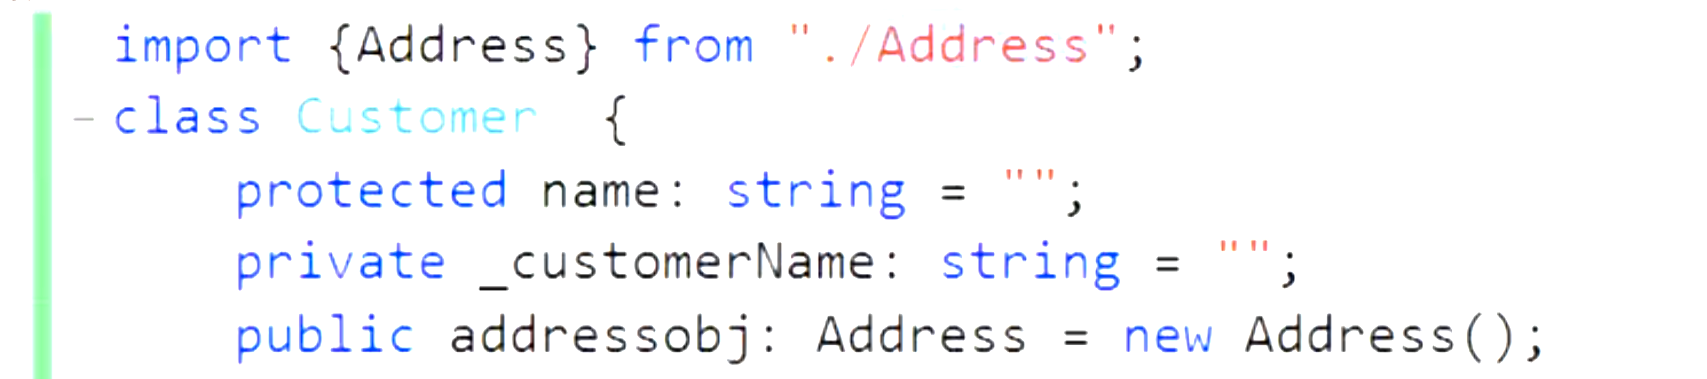 import {Address} from "./Address";
class Customer  {
protected name: string = "";
private _customerName: string = "";
public addressobj: Address = new Address();